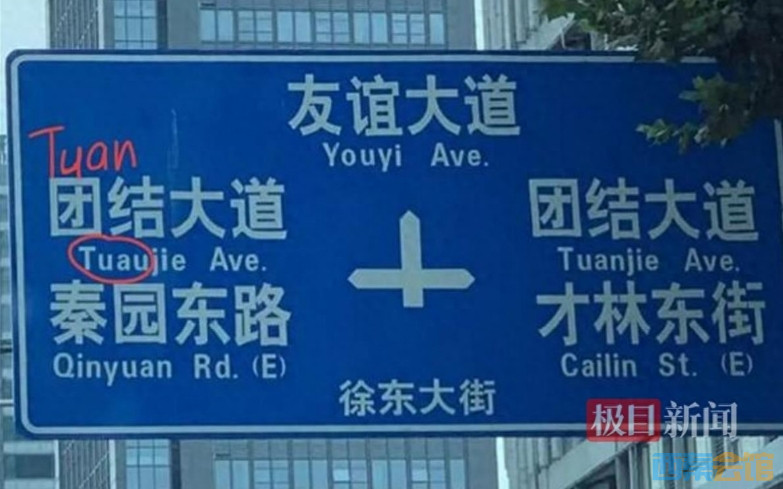 友谊大道
Youyi Ave.
Tuan
团结大道
Tuaujie Ave.
秦园东路
Qinyuan Rd. (E)
团结大道
Tuanjie Ave.
才林东街
Cailin St. (E)
徐东大街
极目新闻